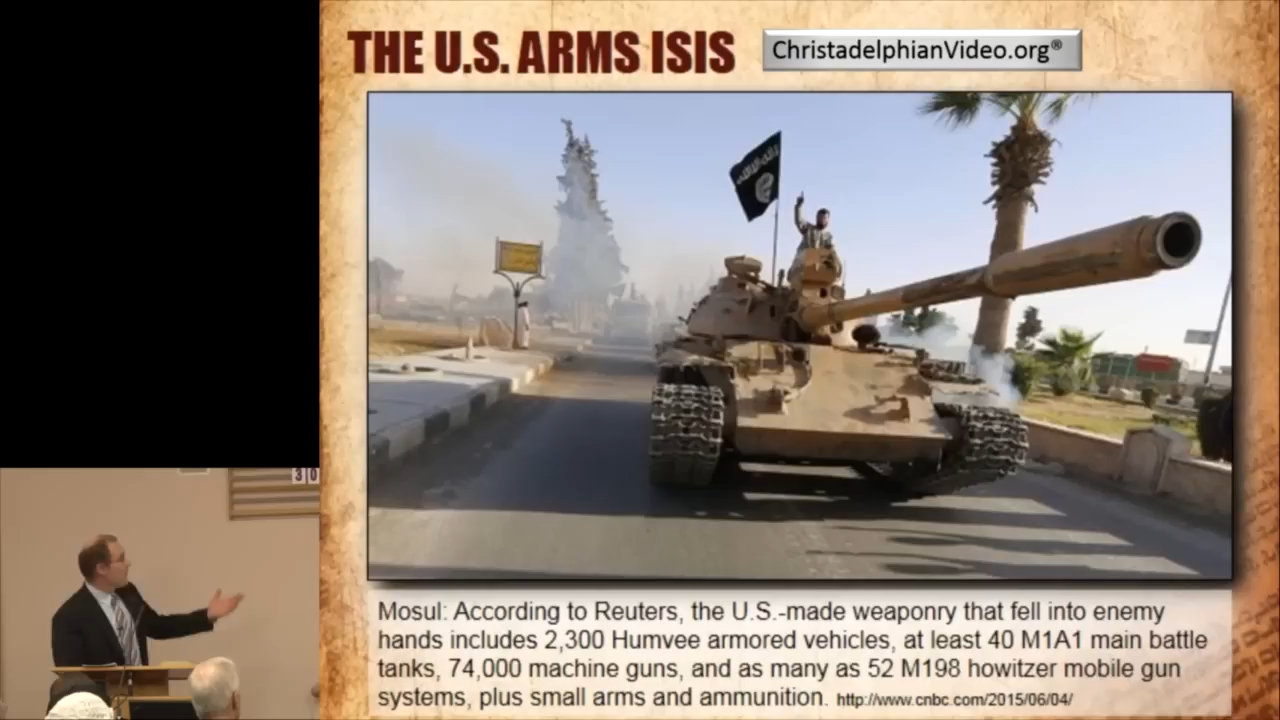 THE U.S. ARMS ISIS
ChristadelphianVideo.org®
30
Mosul: According to Reuters, the U.S.-made weaponry that fell into enemy
hands includes 2,300 Humvee armored vehicles, at least 40 M1A1 main battle
tanks, 74,000 machine guns, and as many as 52 M198 howitzer mobile gun
systems, plus small arms and ammunition. http://www.cnbc.com/2015/06/04/